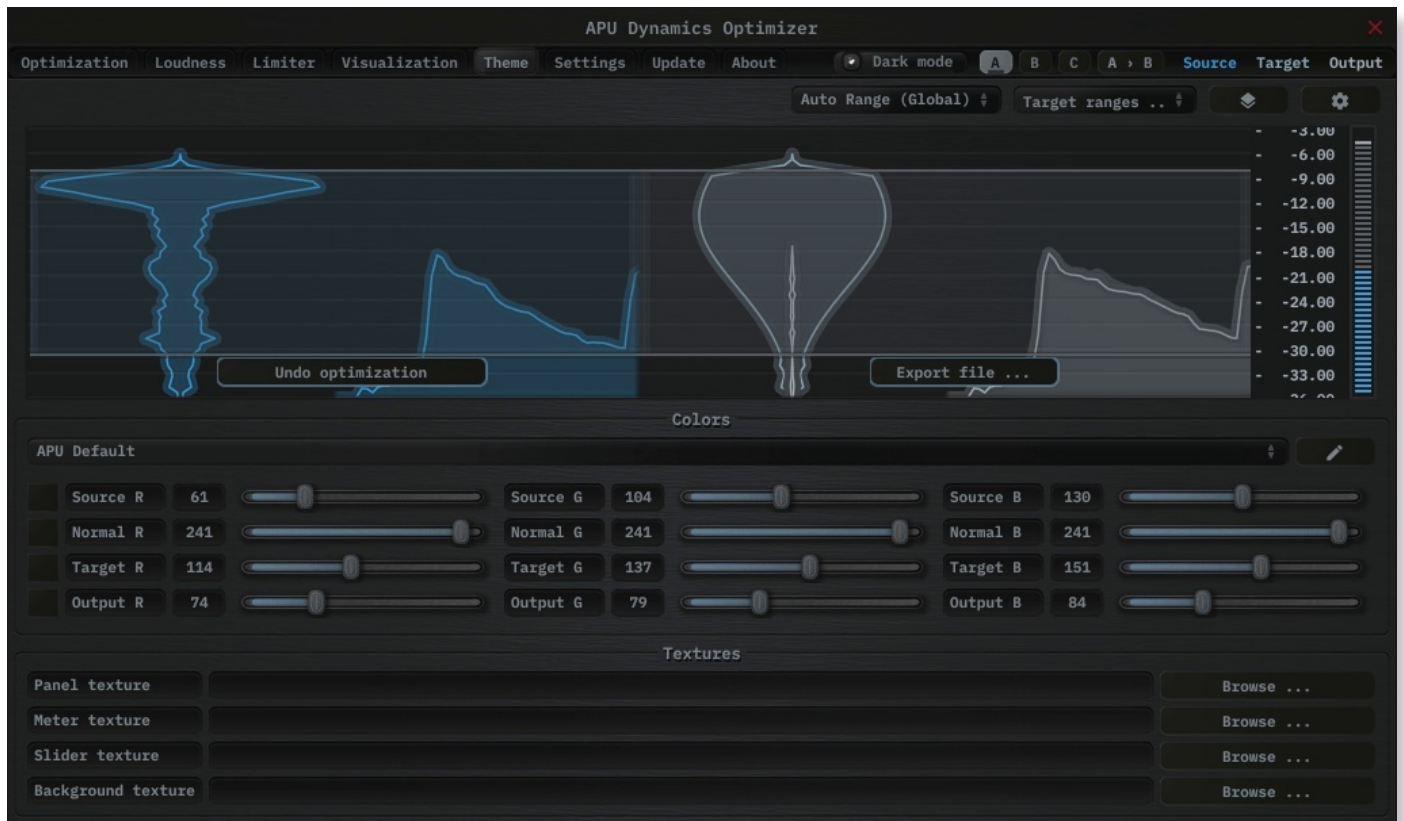 APU Dynamics Optimizer
Optimization Loudness Limiter Visualization Theme Settings Update About Dark mode A B C A › B Source Target Output
Auto Range (Global) Target ranges ..
-3.00
-6.00
-9.00
-12.00
-15.00
-18.00
-21.00
-24.00
-27.00
-30.00
-33.00
Undo optimization Export file ...
Colors
APU Default
Source R 61 Source G 104 Source B 130
Normal R 241 Normal G 241 Normal B 241
Target R 114 Target G 137 Target B 151
Output R 74 Output G 79 Output B 84
Textures
Panel texture Browse ...
Meter texture Browse ...
Slider texture Browse ...
Background texture Browse ...